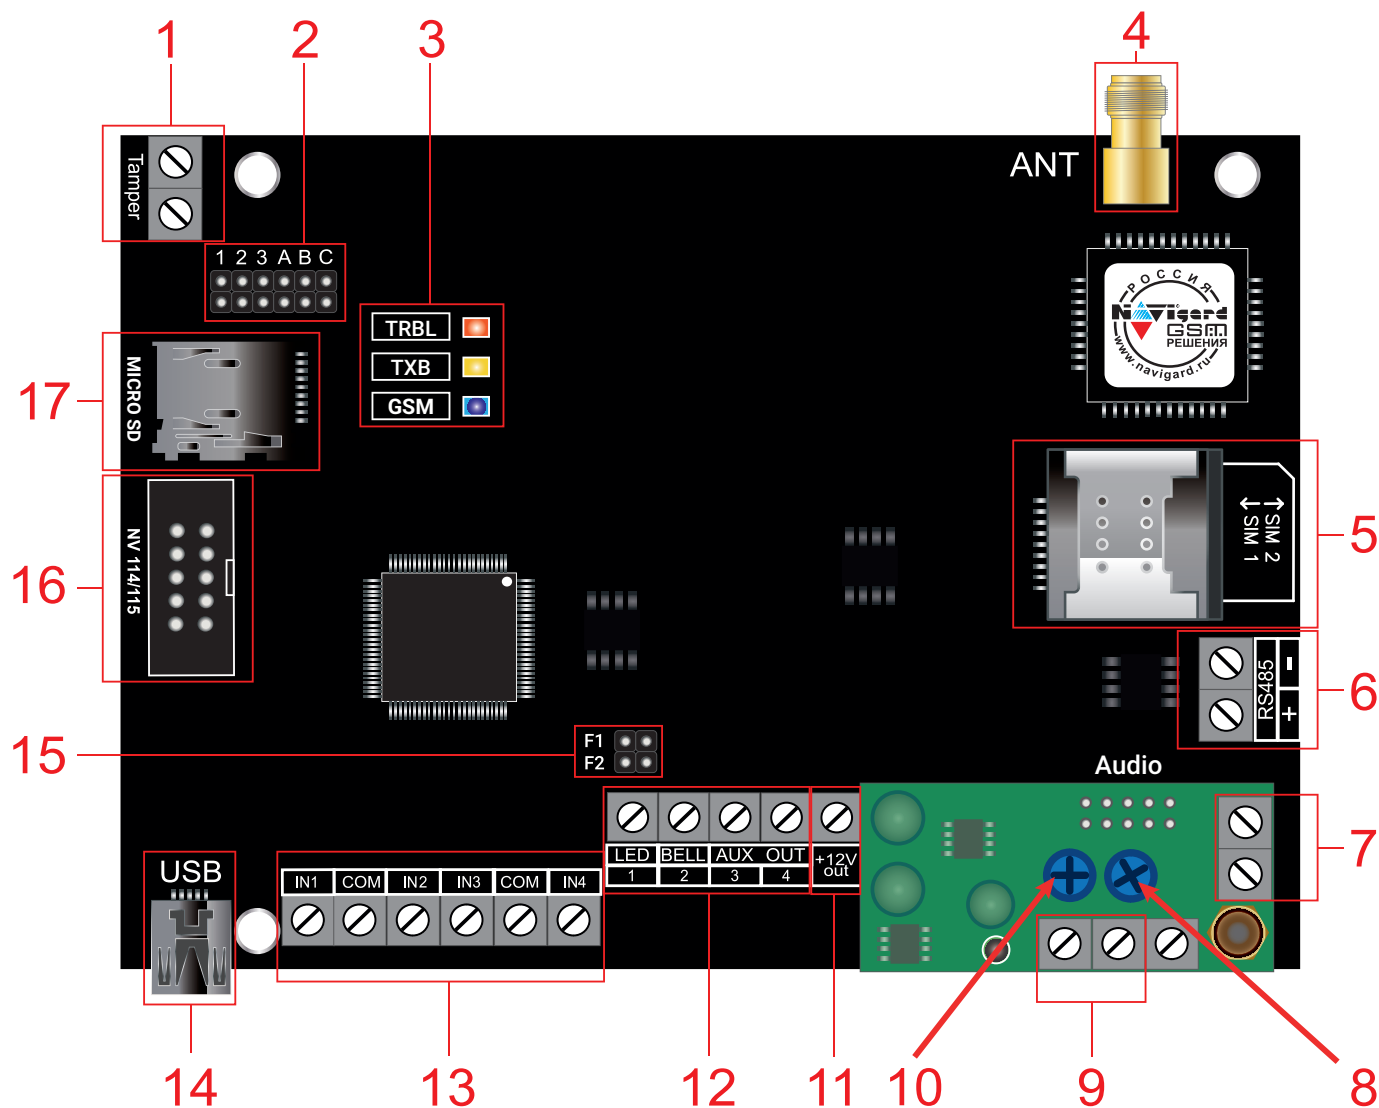 1
2
3
4
Tamper
ANT
1 2 3 A B C
TRBL
TXB
GSM
MICRO SD
17
РОССИЯ
Navigard
GSM
РЕШЕНИЯ
www.navigard.ru
SIM 2
SIM 1
5
NV 114/115
16
RS485
-
+
6
15
F1
F2
Audio
7
LED BELL AUX OUT
1 2 3 4
+12V
out
USB
IN1 COM IN2 IN3 COM IN4
14
13
12
11
10
9
8